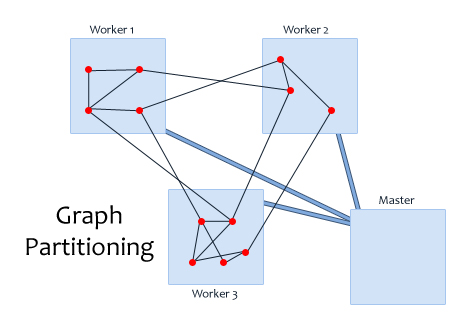 Worker 1
Worker 2
Master
Graph
Partitioning
Worker 3